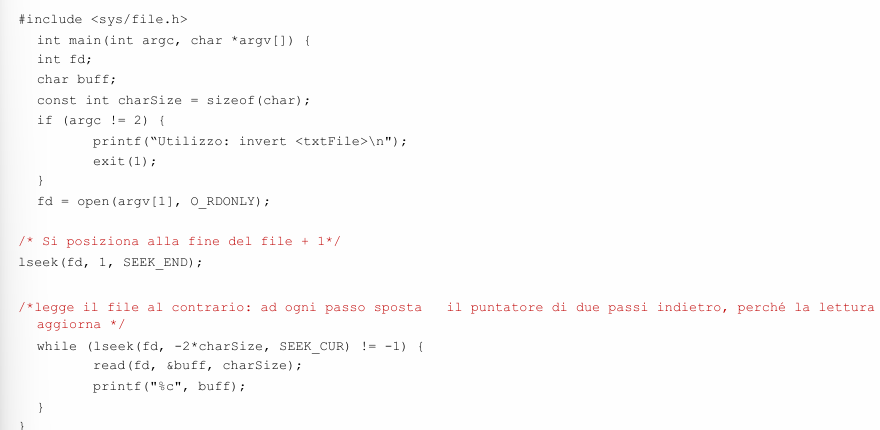 #include <sys/file.h>
int main(int argc, char *argv[]) {
int fd;
char buff;
const int charSize = sizeof(char);
if (argc != 2) {
printf(“Utilizzo: invert <txtFile>\n");
exit(1);
}
fd = open(argv[1], O_RDONLY);
/* Si posiziona alla fine del file + 1*/
lseek(fd, 1, SEEK_END);
/*legge il file al contrario: ad ogni passo sposta il puntatore di due passi indietro, perché la lettura
aggiorna */
while (lseek(fd, -2*charSize, SEEK_CUR) != -1) {
read(fd, &buff, charSize);
printf("%c", buff);
}
}